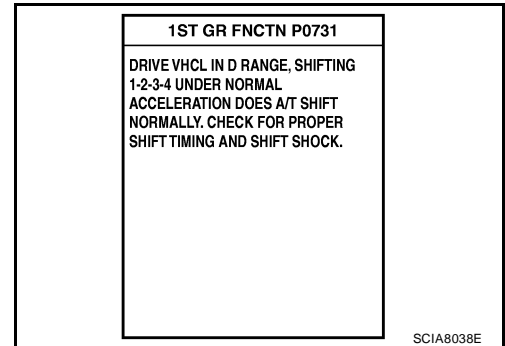 1ST GR FNCTN P0731
DRIVE VHCL IN D RANGE, SHIFTING
1-2-3-4 UNDER NORMAL
ACCELERATION DOES A/T SHIFT
NORMALLY. CHECK FOR PROPER
SHIFT TIMING AND SHIFT SHOCK.
SCIA8038E